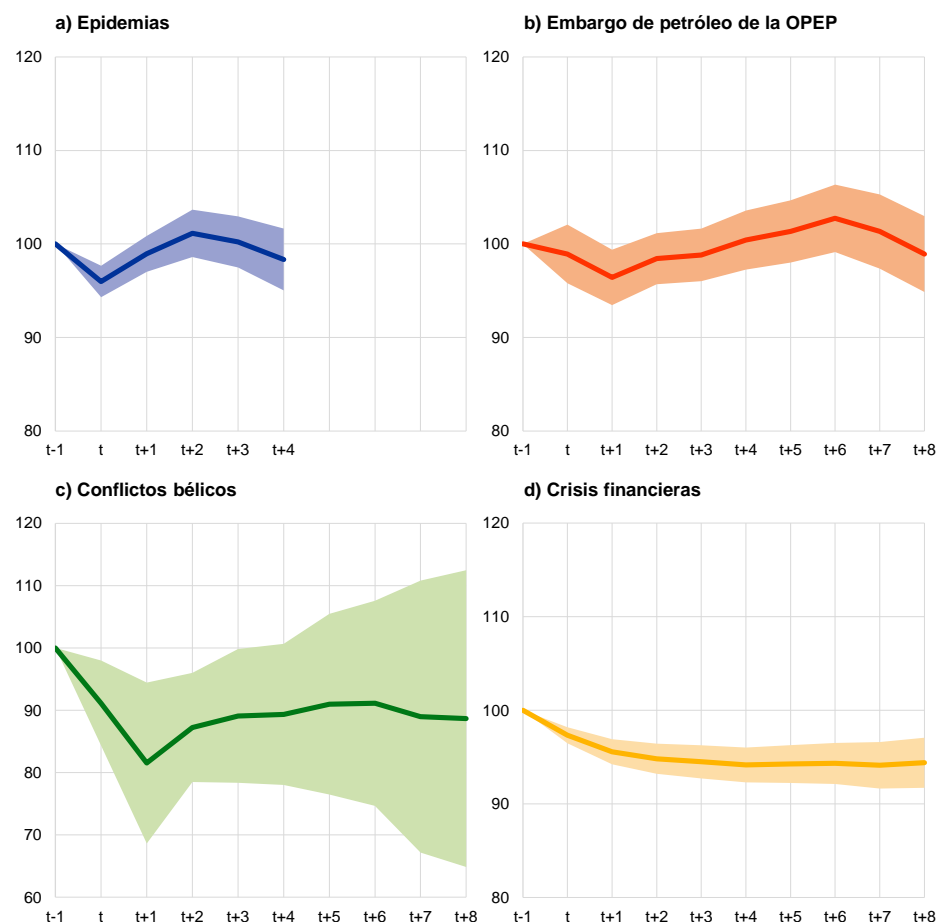 a) Epidemias
120
110
100
90
80
t-1 t t+1 t+2 t+3 t+4
b) Embargo de petróleo de la OPEP
120
110
100
90
80
t-1 t t+1 t+2 t+3 t+4 t+5 t+6 t+7 t+8
c) Conflictos bélicos
120
110
100
90
80
70
60
t-1 t t+1 t+2 t+3 t+4 t+5 t+6 t+7 t+8
d) Crisis financieras
120
110
100
90
80
t-1 t t+1 t+2 t+3 t+4 t+5 t+6 t+7 t+8